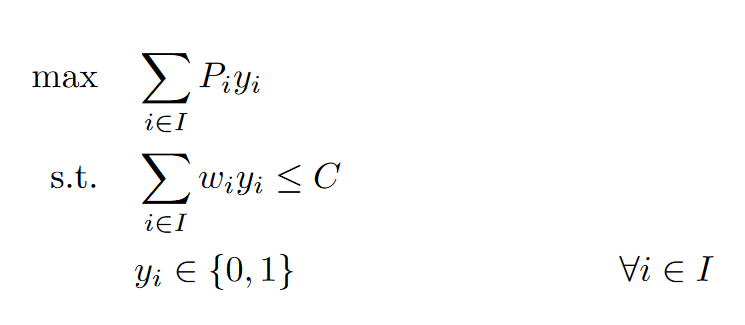 max ∑_{i∈I} P_i y_i
s.t. ∑_{i∈I} w_i y_i ≤ C
y_i ∈ {0, 1} ∀i ∈ I